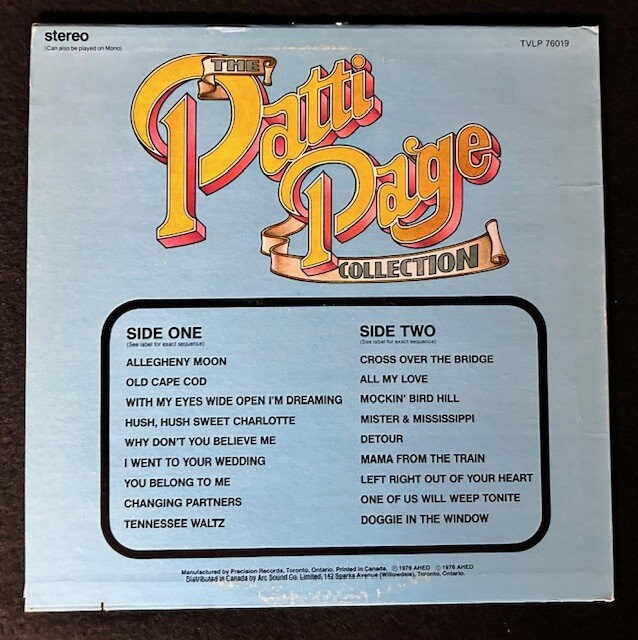 stereo
(Can also be played on Mono)
TVLP 76019
THE
Patti
Page
COLLECTION
SIDE ONE
(See label for exact sequence)
ALLEGHENY MOON
OLD CAPE COD
WITH MY EYES WIDE OPEN I'M DREAMING
HUSH, HUSH SWEET CHARLOTTE
WHY DON'T YOU BELIEVE ME
I WENT TO YOUR WEDDING
YOU BELONG TO ME
CHANGING PARTNERS
TENNESSEE WALTZ
SIDE TWO
(See label for exact sequence)
CROSS OVER THE BRIDGE
ALL MY LOVE
MOCKIN' BIRD HILL
MISTER & MISSISSIPPI
DETOUR
MAMA FROM THE TRAIN
LEFT RIGHT OUT OF YOUR HEART
ONE OF US WILL WEEP TONITE
DOGGIE IN THE WINDOW
Manufactured by Precision Records, Toronto, Ontario. Printed in Canada. ℗ 1976 AHED © 1976 AHED
Distributed in Canada by Arc Sound Co. Limited, 142 Sparks Avenue (Willowdale), Toronto, Ontario.